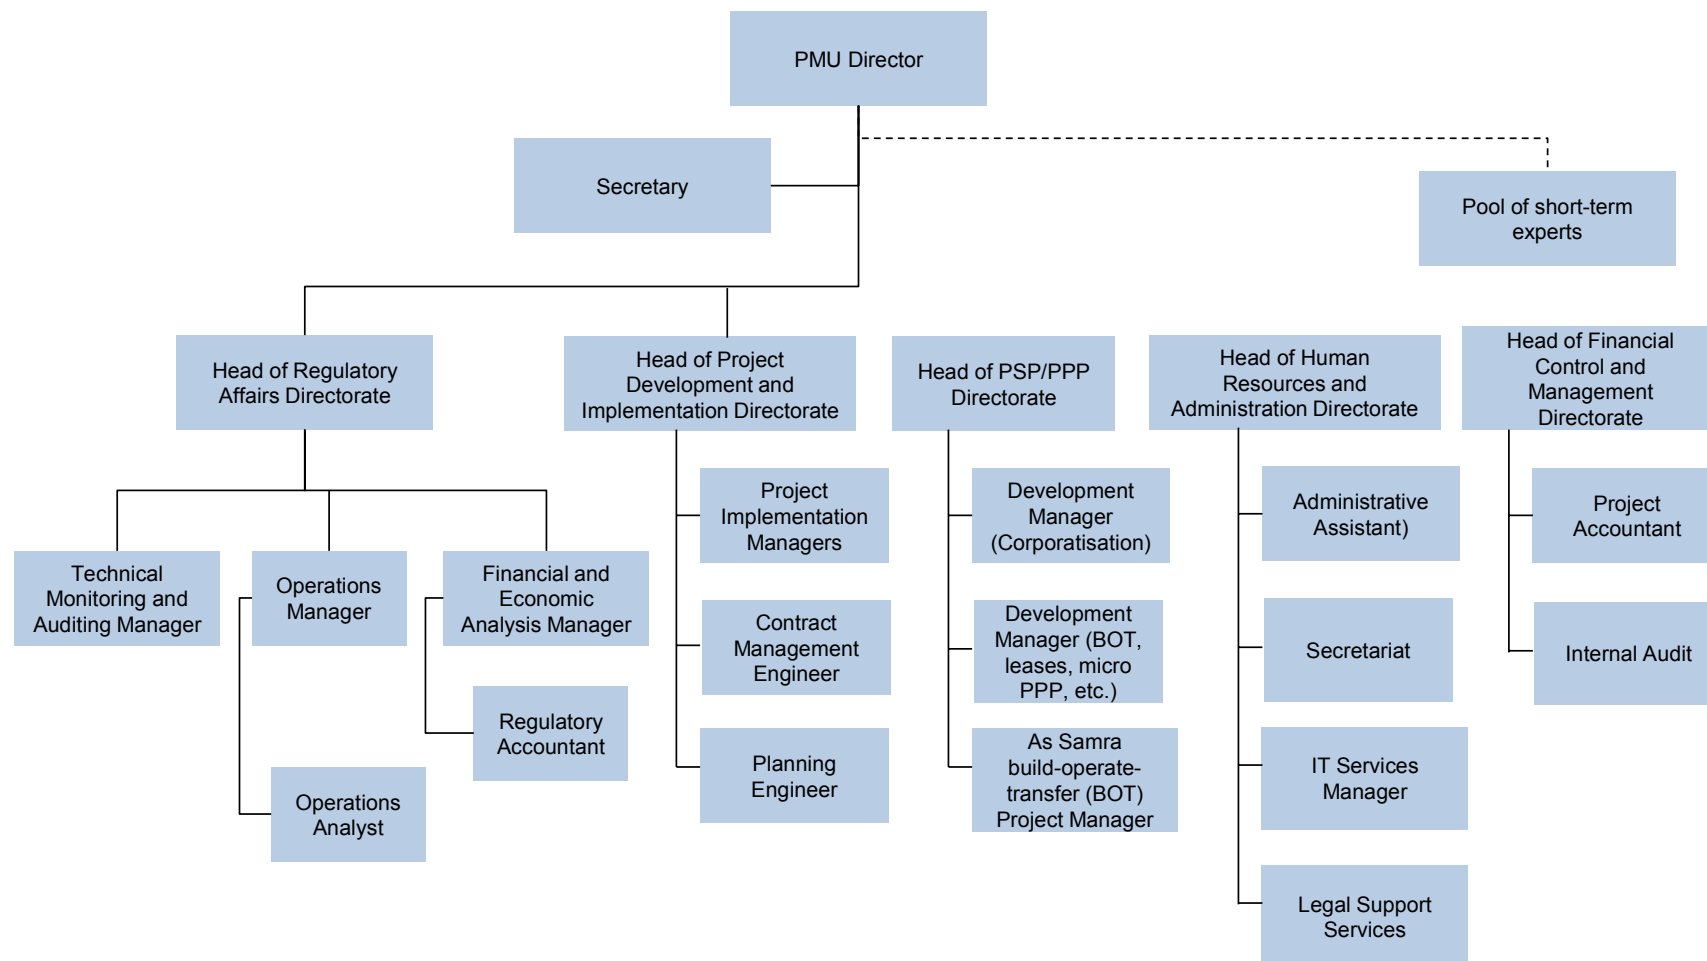 PMU Director
Secretary
Pool of short-term
experts
Head of Regulatory
Affairs Directorate
Head of Project
Development and
Implementation Directorate
Head of PSP/PPP
Directorate
Head of Human
Resources and
Administration Directorate
Head of Financial
Control and
Management
Directorate
Technical
Monitoring and
Auditing Manager
Operations
Manager
Operations
Analyst
Financial and
Economic
Analysis Manager
Regulatory
Accountant
Project
Implementation
Managers
Contract
Management
Engineer
Planning
Engineer
Development
Manager
(Corporatisation)
Development
Manager (BOT,
leases, micro
PPP, etc.)
As Samra
build-operate-
transfer (BOT)
Project Manager
Administrative
Assistant)
Secretariat
IT Services
Manager
Legal Support
Services
Project
Accountant
Internal Audit